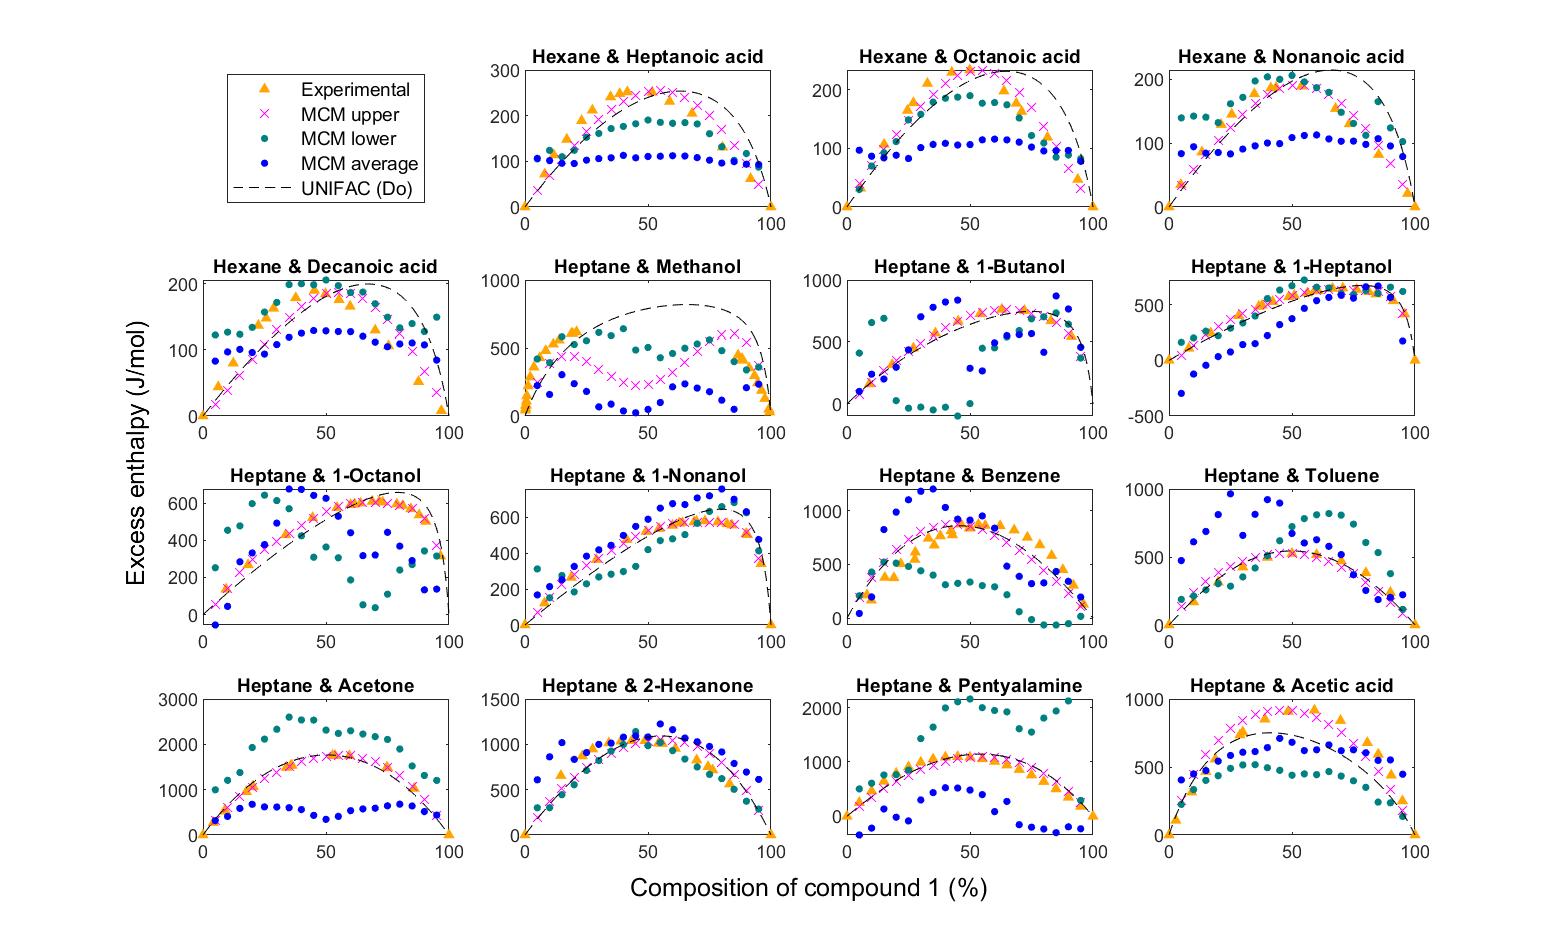 Hexane & Heptanoic acid
Hexane & Octanoic acid
Hexane & Nonanoic acid
Experimental
MCM upper
MCM lower
MCM average
UNIFAC (Do)
300
200
100
0
0 50 100
200
100
0
0 50 100
200
100
0
0 50 100
Hexane & Decanoic acid
Heptane & Methanol
Heptane & 1-Butanol
Heptane & 1-Heptanol
200
100
0
0 50 100
1000
500
0
0 50 100
1000
500
0
0 50 100
500
0
-500
0 50 100
Excess enthalpy (J/mol)
Heptane & 1-Octanol
Heptane & 1-Nonanol
Heptane & Benzene
Heptane & Toluene
600
400
200
0
0 50 100
600
400
200
0
0 50 100
1000
500
0
0 50 100
1000
500
0
0 50 100
Heptane & Acetone
Heptane & 2-Hexanone
Heptane & Pentyalamine
Heptane & Acetic acid
3000
2000
1000
0
0 50 100
1500
1000
500
0
0 50 100
2000
1000
0
0 50 100
1000
500
0
0 50 100
Composition of compound 1 (%)